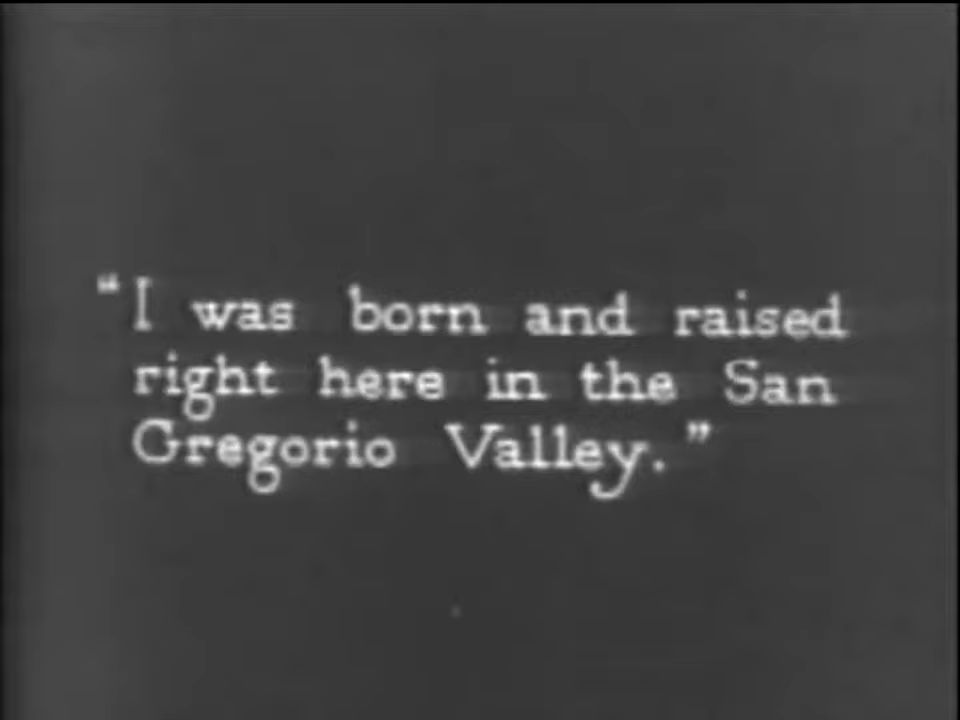 “I was born and raised
right here in the San
Gregorio Valley.”